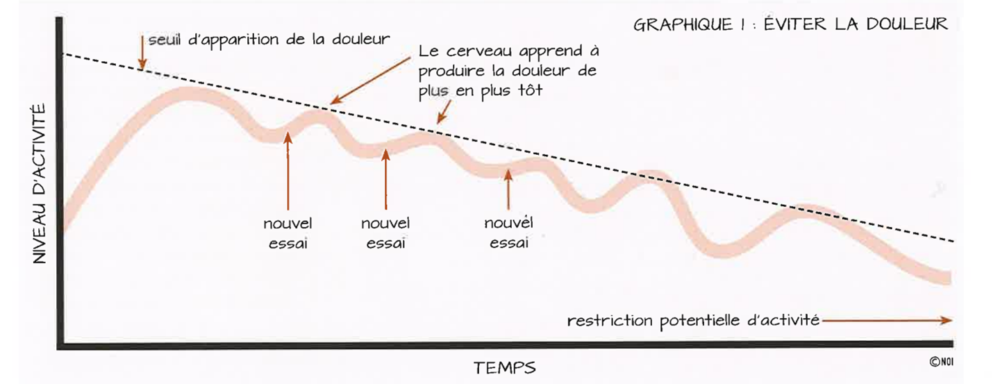 GRAPHIQUE 1 : ÉVITER LA DOULEUR
seuil d'apparition de la douleur
Le cerveau apprend à
produire la douleur de
plus en plus tôt
NIVEAU D'ACTIVITÉ
nouvel
essai
nouvel
essai
nouvel
essai
restriction potentielle d'activité
TEMPS
©NOI